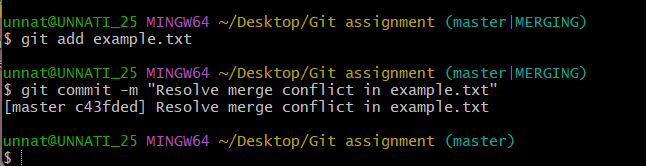 unnat@UNNATI_25 MINGW64 ~/Desktop/Git assignment (master|MERGING)
$ git add example.txt
unnat@UNNATI_25 MINGW64 ~/Desktop/Git assignment (master|MERGING)
$ git commit -m "Resolve merge conflict in example.txt"
[master c43fded] Resolve merge conflict in example.txt
unnat@UNNATI_25 MINGW64 ~/Desktop/Git assignment (master)
$